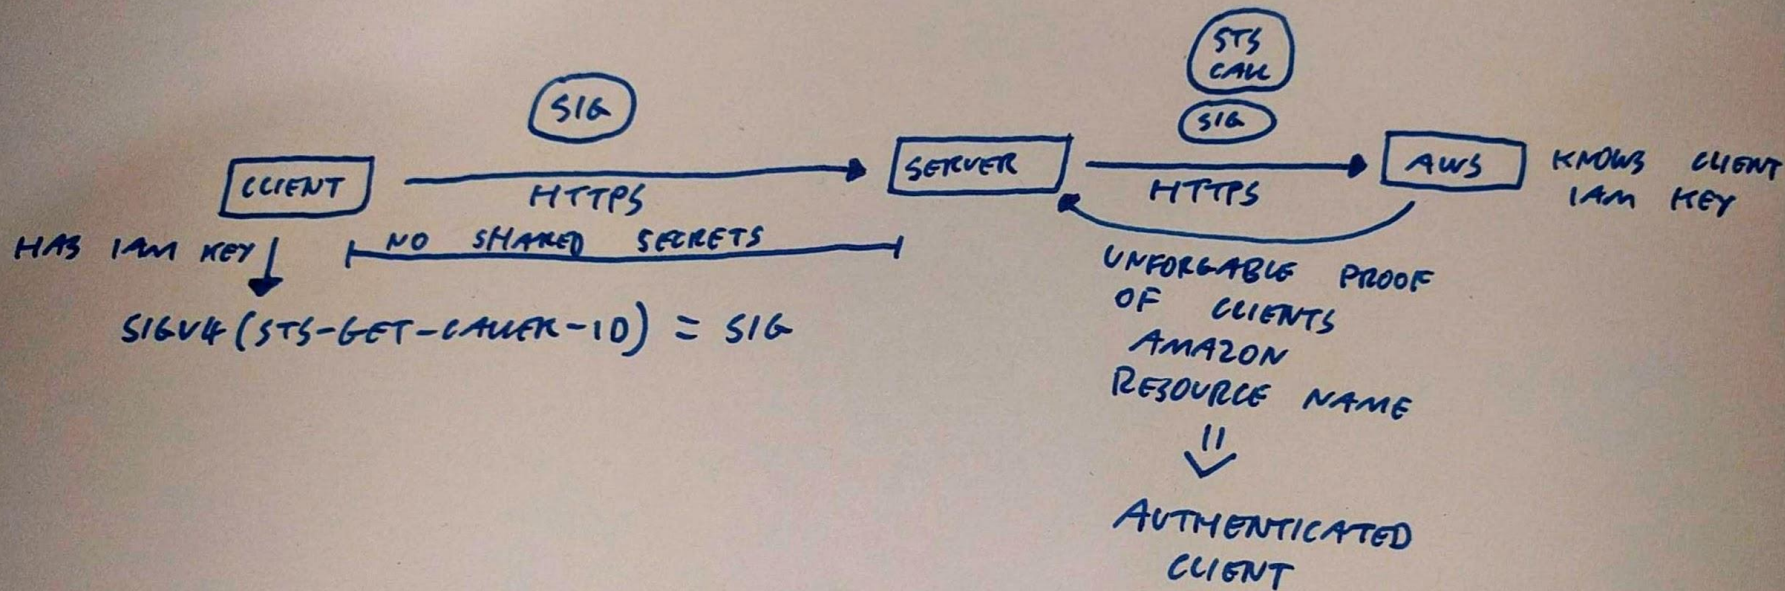 STS
CALL
SIG
SIG
CLIENT
HTTPS
SERVER
HTTPS
AWS
KNOWS CLIENT
IAM KEY
HAS IAM KEY
NO SHARED SECRETS
SIGV4(STS-GET-CALLER-ID) = SIG
UNFORGABLE PROOF
OF CLIENTS
AMAZON
RESOURCE NAME
AUTHENTICATED
CLIENT